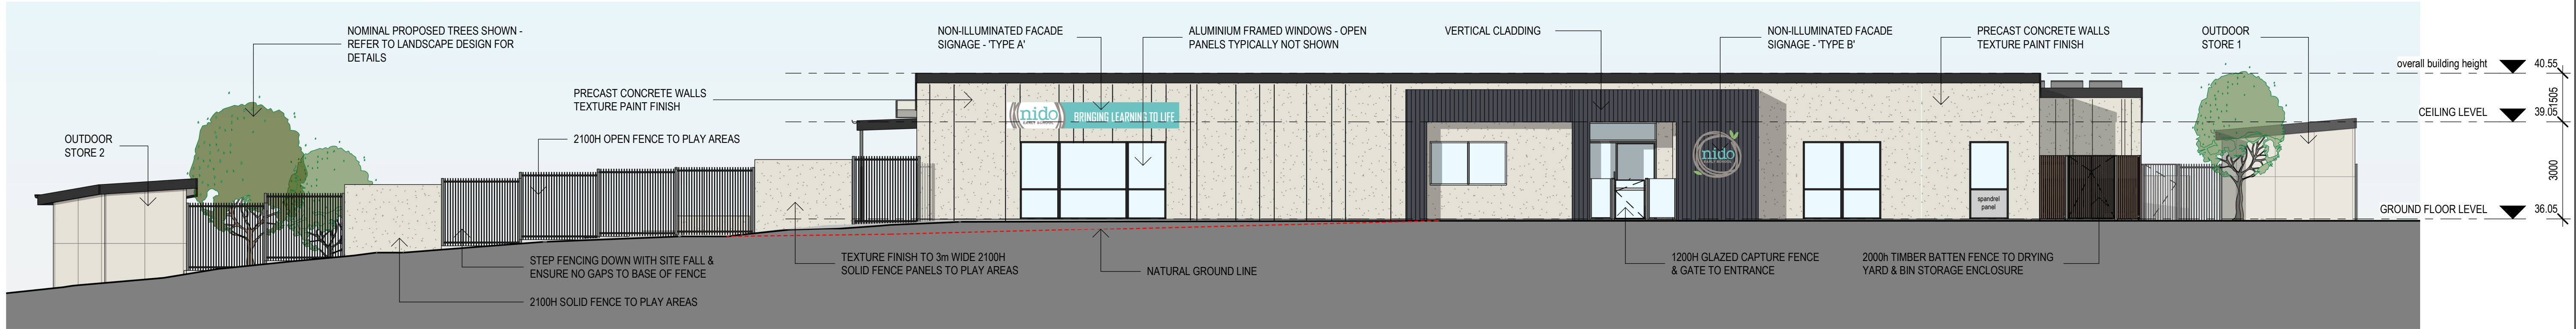 NOMINAL PROPOSED TREES SHOWN -
REFER TO LANDSCAPE DESIGN FOR
DETAILS
NON-ILLUMINATED FACADE
SIGNAGE - 'TYPE A'
ALUMINIUM FRAMED WINDOWS - OPEN
PANELS TYPICALLY NOT SHOWN
VERTICAL CLADDING
NON-ILLUMINATED FACADE
SIGNAGE - 'TYPE B'
PRECAST CONCRETE WALLS
TEXTURE PAINT FINISH
OUTDOOR
STORE 1
overall building height
40.55
1505
PRECAST CONCRETE WALLS
TEXTURE PAINT FINISH
nido
BRINGING LEARNING TO LIFE
CEILING LEVEL
39.05
OUTDOOR
STORE 2
2100H OPEN FENCE TO PLAY AREAS
nido
3000
spandrel
panel
GROUND FLOOR LEVEL
36.05
STEP FENCING DOWN WITH SITE FALL &
ENSURE NO GAPS TO BASE OF FENCE
TEXTURE FINISH TO 3m WIDE 2100H
SOLID FENCE PANELS TO PLAY AREAS
NATURAL GROUND LINE
1200H GLAZED CAPTURE FENCE
& GATE TO ENTRANCE
2000h TIMBER BATTEN FENCE TO DRYING
YARD & BIN STORAGE ENCLOSURE
2100H SOLID FENCE TO PLAY AREAS